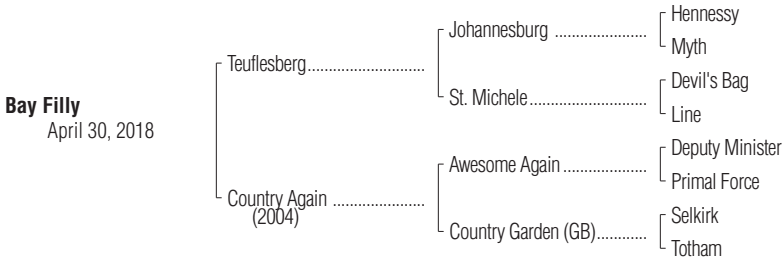 Hennessy
Johannesburg ..................
Myth
Teuflesberg.......................
Devil's Bag
St. Michele.......................
Line
Bay Filly
April 30, 2018
Deputy Minister
Awesome Again ................
Primal Force
Country Again ..................
(2004)
Selkirk
Country Garden (GB)..........
Totham